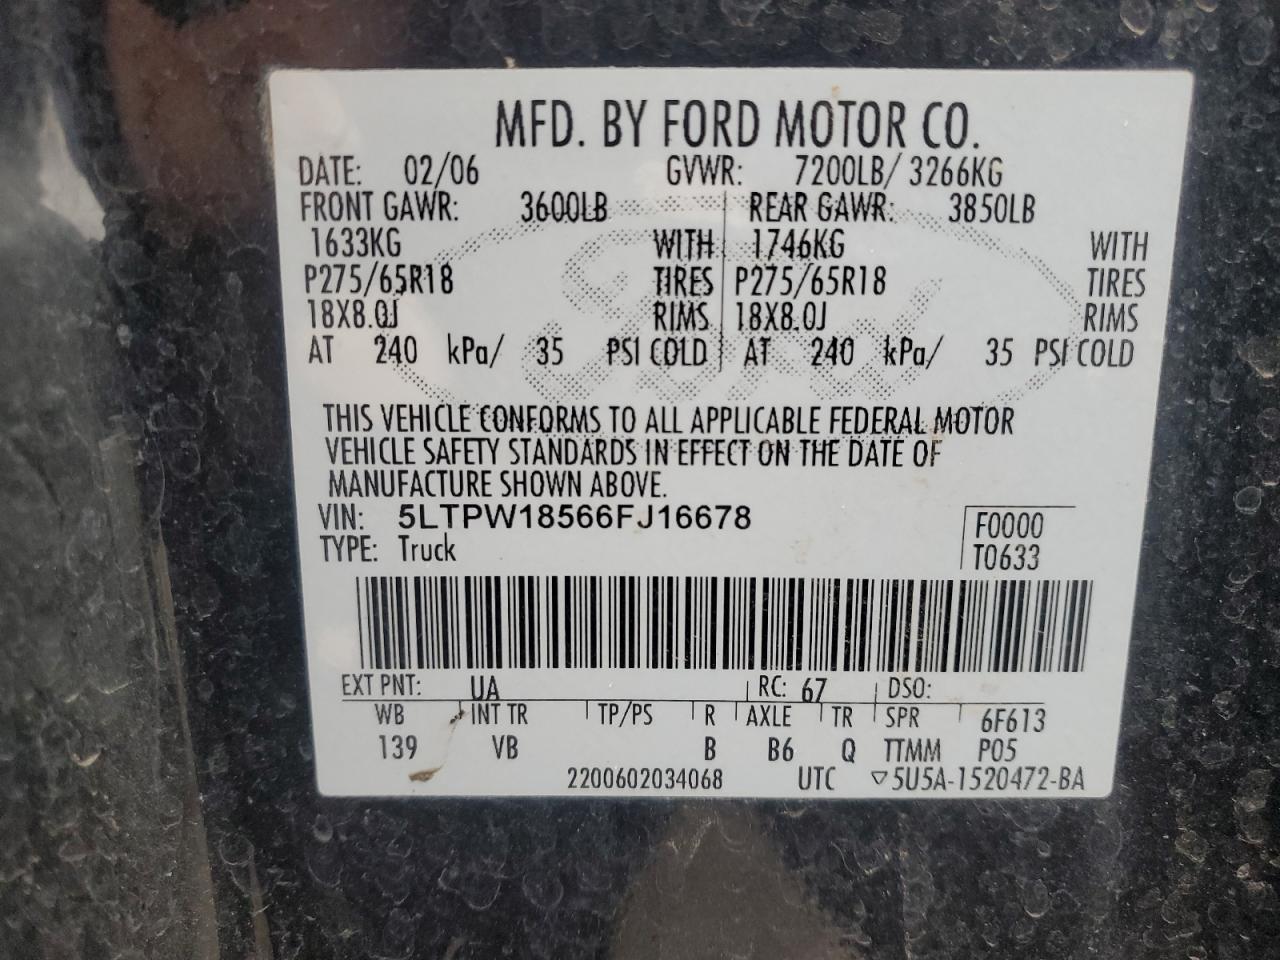 MFD. BY FORD MOTOR CO.
DATE: 02/06 GVWR: 7200LB/ 3266KG
FRONT GAWR: 3600LB REAR GAWR: 3850LB
1633KG WITH 1746KG WITH
P275/65R18 TIRES P275/65R18 TIRES
18X8.0J RIMS 18X8.0J RIMS
AT 240 kPa/ 35 PSI COLD AT 240 kPa/ 35 PSI COLD
THIS VEHICLE CONFORMS TO ALL APPLICABLE FEDERAL MOTOR
VEHICLE SAFETY STANDARDS IN EFFECT ON THE DATE OF
MANUFACTURE SHOWN ABOVE.
VIN: 5LTPW18566FJ16678 F0000
TYPE: Truck T0633
EXT PNT: UA RC: 67 DSO:
WB INT TR TP/PS R AXLE TR SPR 6F613
139 VB B B6 Q TTMM P05
2200602034068 UTC ▽5U5A-1520472-BA